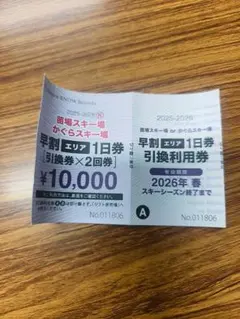 2025-2026
苗場スキー場
かぐらスキー場
早割 エリア 1日券
[引換券×2回券]
¥10,000
No.011806
2025-2026
苗場スキー場 or かぐらスキー場
早割 エリア 1日券
引換利用券
有効期間
2026年 春
スキーシーズン終了まで
A
No.011806